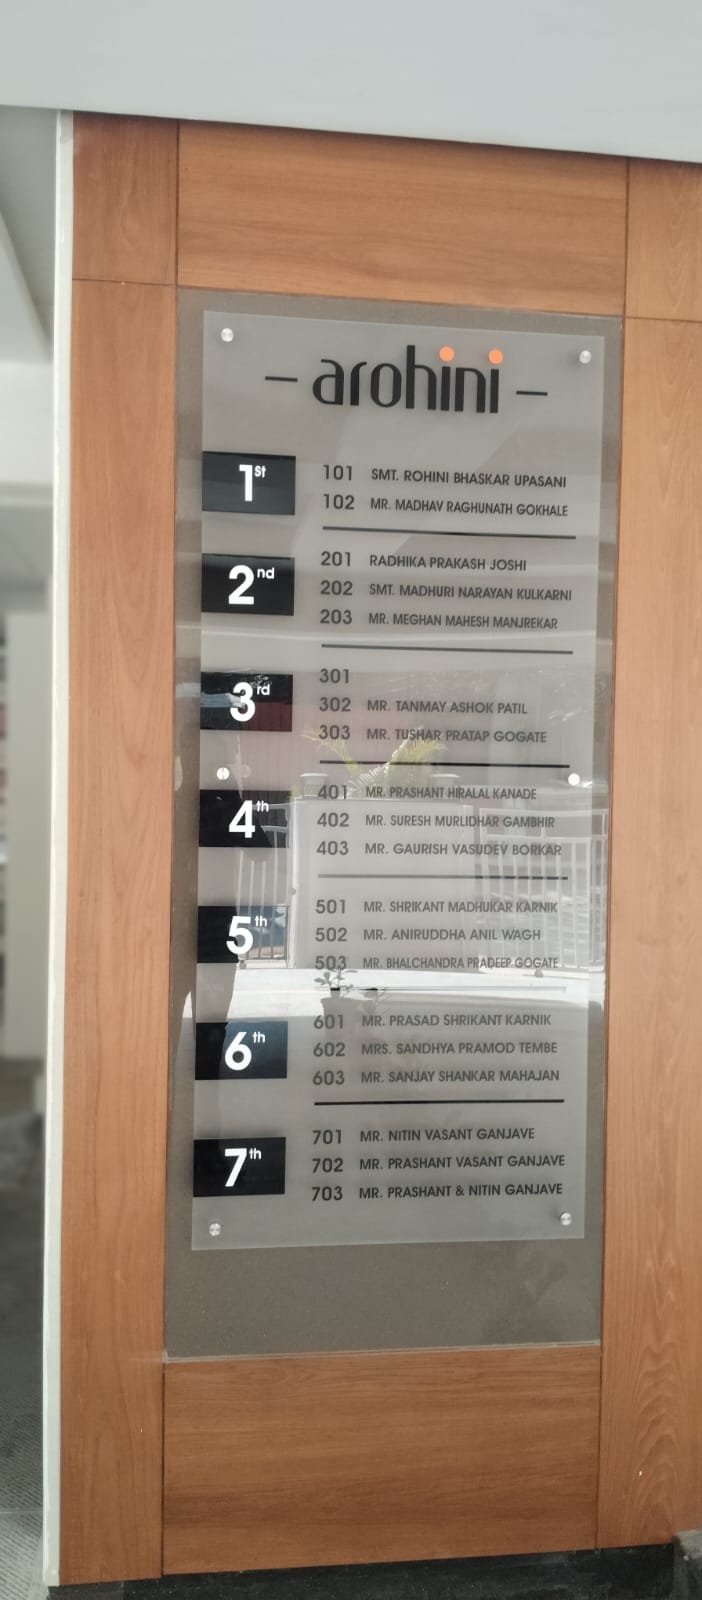 – arohini –
1st
101 SMT. ROHINI BHASKAR UPASANI
102 MR. MADHAV RAGHUNATH GOKHALE
2nd
201 RADHIKA PRAKASH JOSHI
202 SMT. MADHURI NARAYAN KULKARNI
203 MR. MEGHAN MAHESH MANJREKAR
3rd
301
302 MR. TANMAY ASHOK PATIL
303 MR. TUSHAR PRATAP GOGATE
4th
401 MR. PRASHANT HIRALAL KANADE
402 MR. SURESH MURLIDHAR GAMBHIR
403 MR. GAURISH VASUDEV BORKAR
5th
501 MR. SHRIKANT MADHUKAR KARNIK
502 MR. ANIRUDDHA ANIL WAGH
503 MR. BHALCHANDRA PRADEEP GOGATE
6th
601 MR. PRASAD SHRIKANT KARNIK
602 MRS. SANDHYA PRAMOD TEMBE
603 MR. SANJAY SHANKAR MAHAJAN
7th
701 MR. NITIN VASANT GANJAVE
702 MR. PRASHANT VASANT GANJAVE
703 MR. PRASHANT & NITIN GANJAVE